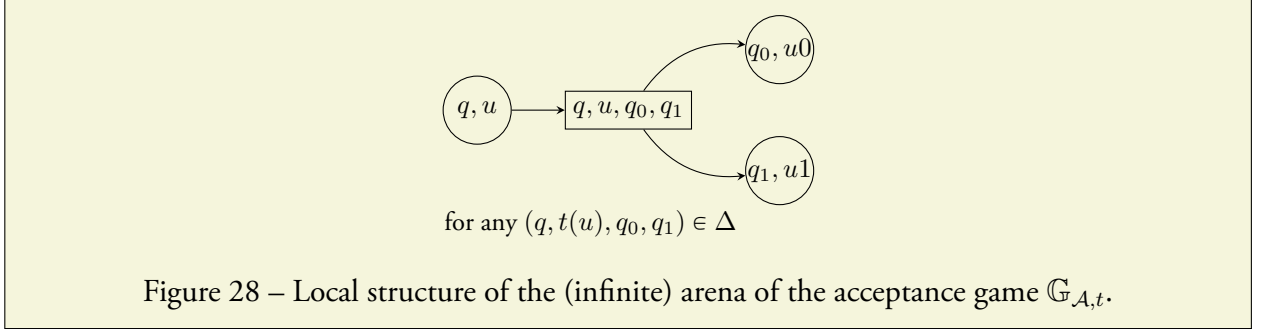 q₀, u0
q, u
q, u, q₀, q₁
q₁, u1
for any (q, t(u), q₀, q₁) ∈ Δ
Figure 28 – Local structure of the (infinite) arena of the acceptance game 𝔾_{𝒜,t}.